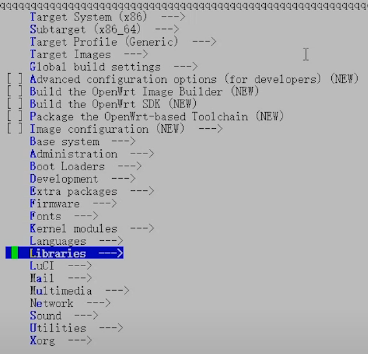 qqqqqqqqqqqqqqqqqqqqqqqqqqqqqqqqqqqqqqqqqqqqqqqqqqqqqqqqqqqqq
Target System (x86)  --->
Subtarget (x86_64)  --->
Target Profile (Generic)  --->
Target Images  --->
Global build settings  --->
[ ] Advanced configuration options (for developers) (NEW)
[ ] Build the OpenWrt Image Builder (NEW)
[ ] Build the OpenWrt SDK (NEW)
[ ] Package the OpenWrt-based Toolchain (NEW)
[ ] Image configuration (NEW)  --->
Base system  --->
Administration  --->
Boot Loaders  --->
Development  --->
Extra packages  --->
Firmware  --->
Fonts  --->
Kernel modules  --->
Languages  --->
Libraries  --->
LuCI  --->
Mail  --->
Multimedia  --->
Network  --->
Sound  --->
Utilities  --->
Xorg  --->